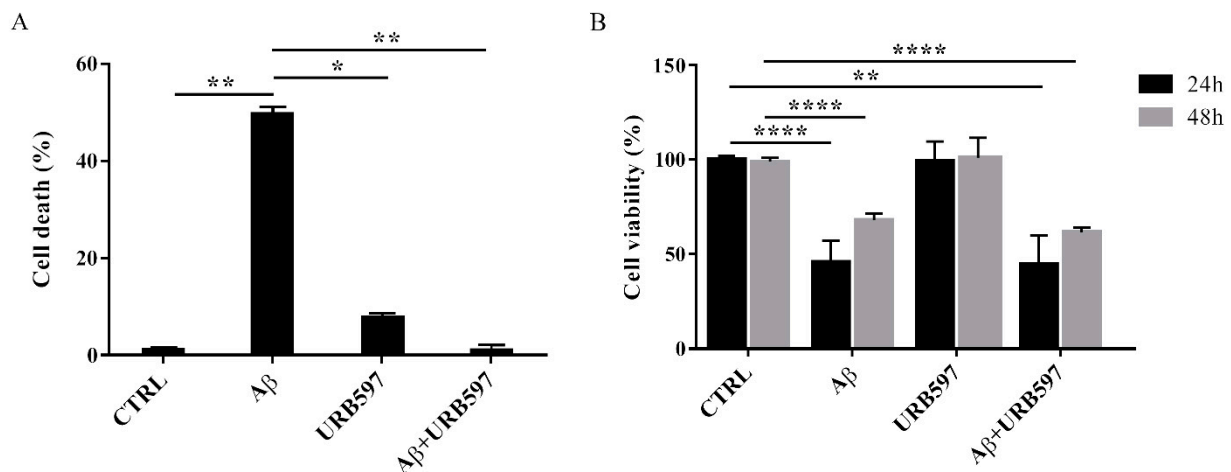 A
Cell death (%)
60
40
20
0
**
*
**
CTRL
Aβ
URB597
Aβ+URB597
B
Cell viability (%)
150
100
50
0
****
**
****
****
CTRL
Aβ
URB597
Aβ+URB597
24h
48h